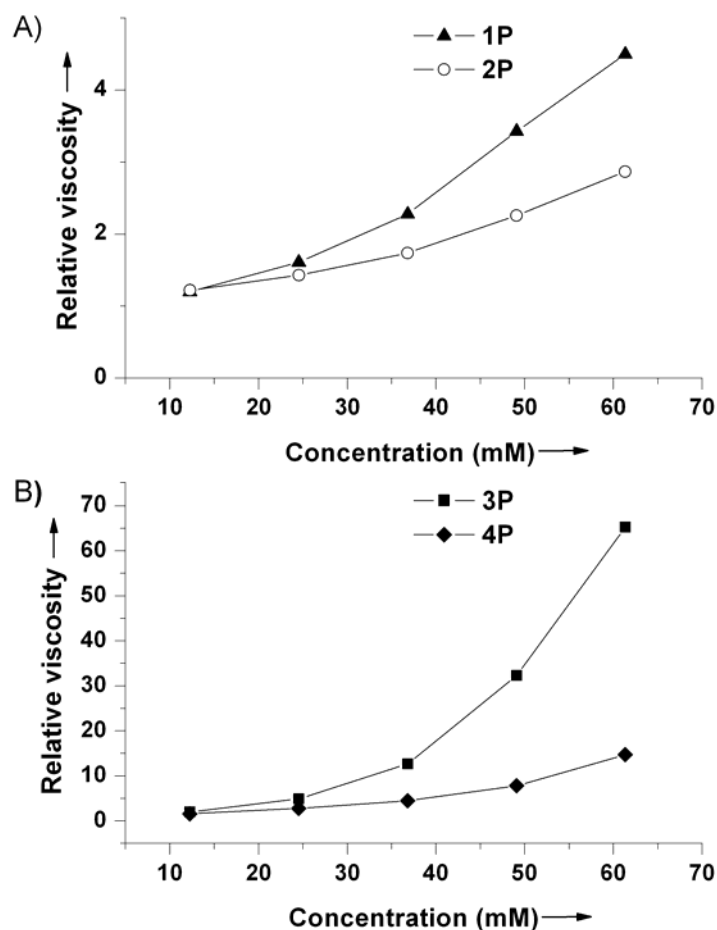 A)
1P
2P
Relative viscosity
4
2
0
10 20 30 40 50 60 70
Concentration (mM)
B)
3P
4P
Relative viscosity
70
60
50
40
30
20
10
0
10 20 30 40 50 60 70
Concentration (mM)